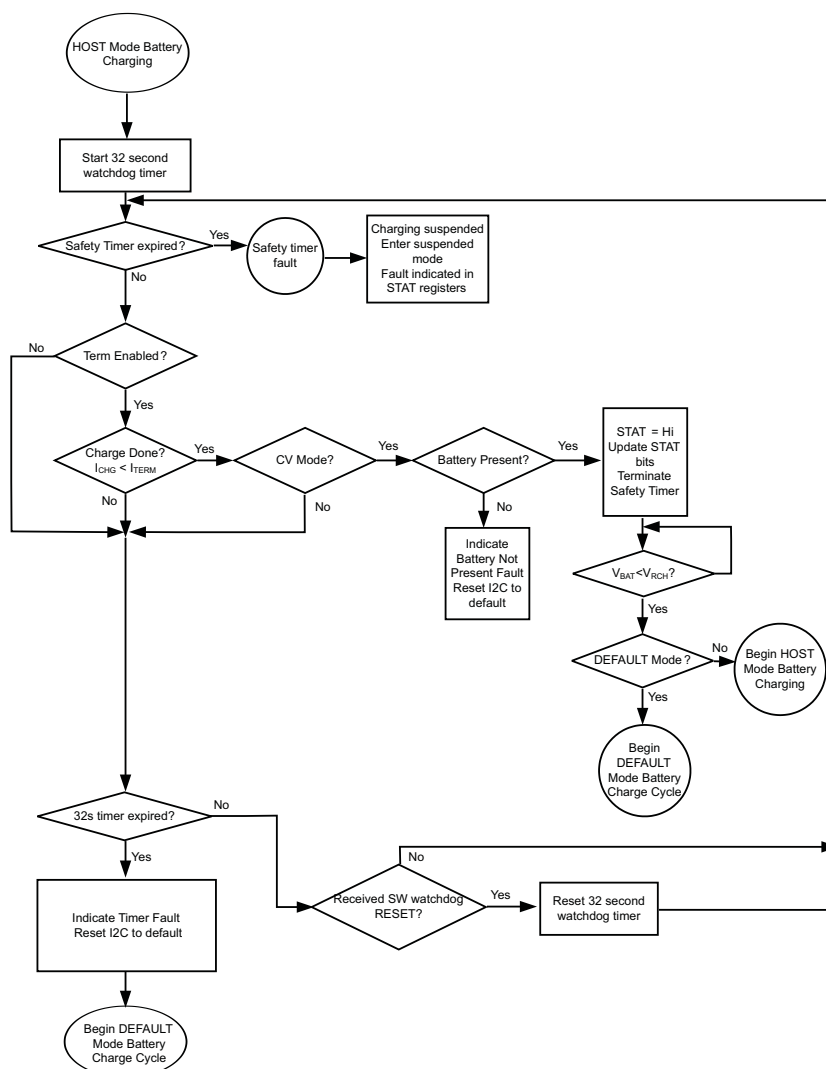 HOST Mode Battery
Charging
Start 32 second
watchdog timer
Safety Timer expired?
Yes
No
Safety timer
fault
Charging suspended
Enter suspended
mode
Fault indicated in
STAT registers
Term Enabled?
No
Yes
Charge Done?
ICHG < ITERM
Yes
No
CV Mode?
Yes
No
Battery Present?
Yes
No
STAT = Hi
Update STAT
bits
Terminate
Safety Timer
Indicate
Battery Not
Present Fault
Reset I2C to
default
VBAT<VRCH?
Yes
DEFAULT Mode?
No
Yes
Begin HOST
Mode Battery
Charging
Begin
DEFAULT
Mode Battery
Charge Cycle
32s timer expired?
No
Yes
Received SW watchdog
RESET?
No
Yes
Reset 32 second
watchdog timer
Indicate Timer Fault
Reset I2C to default
Begin DEFAULT
Mode Battery
Charge Cycle